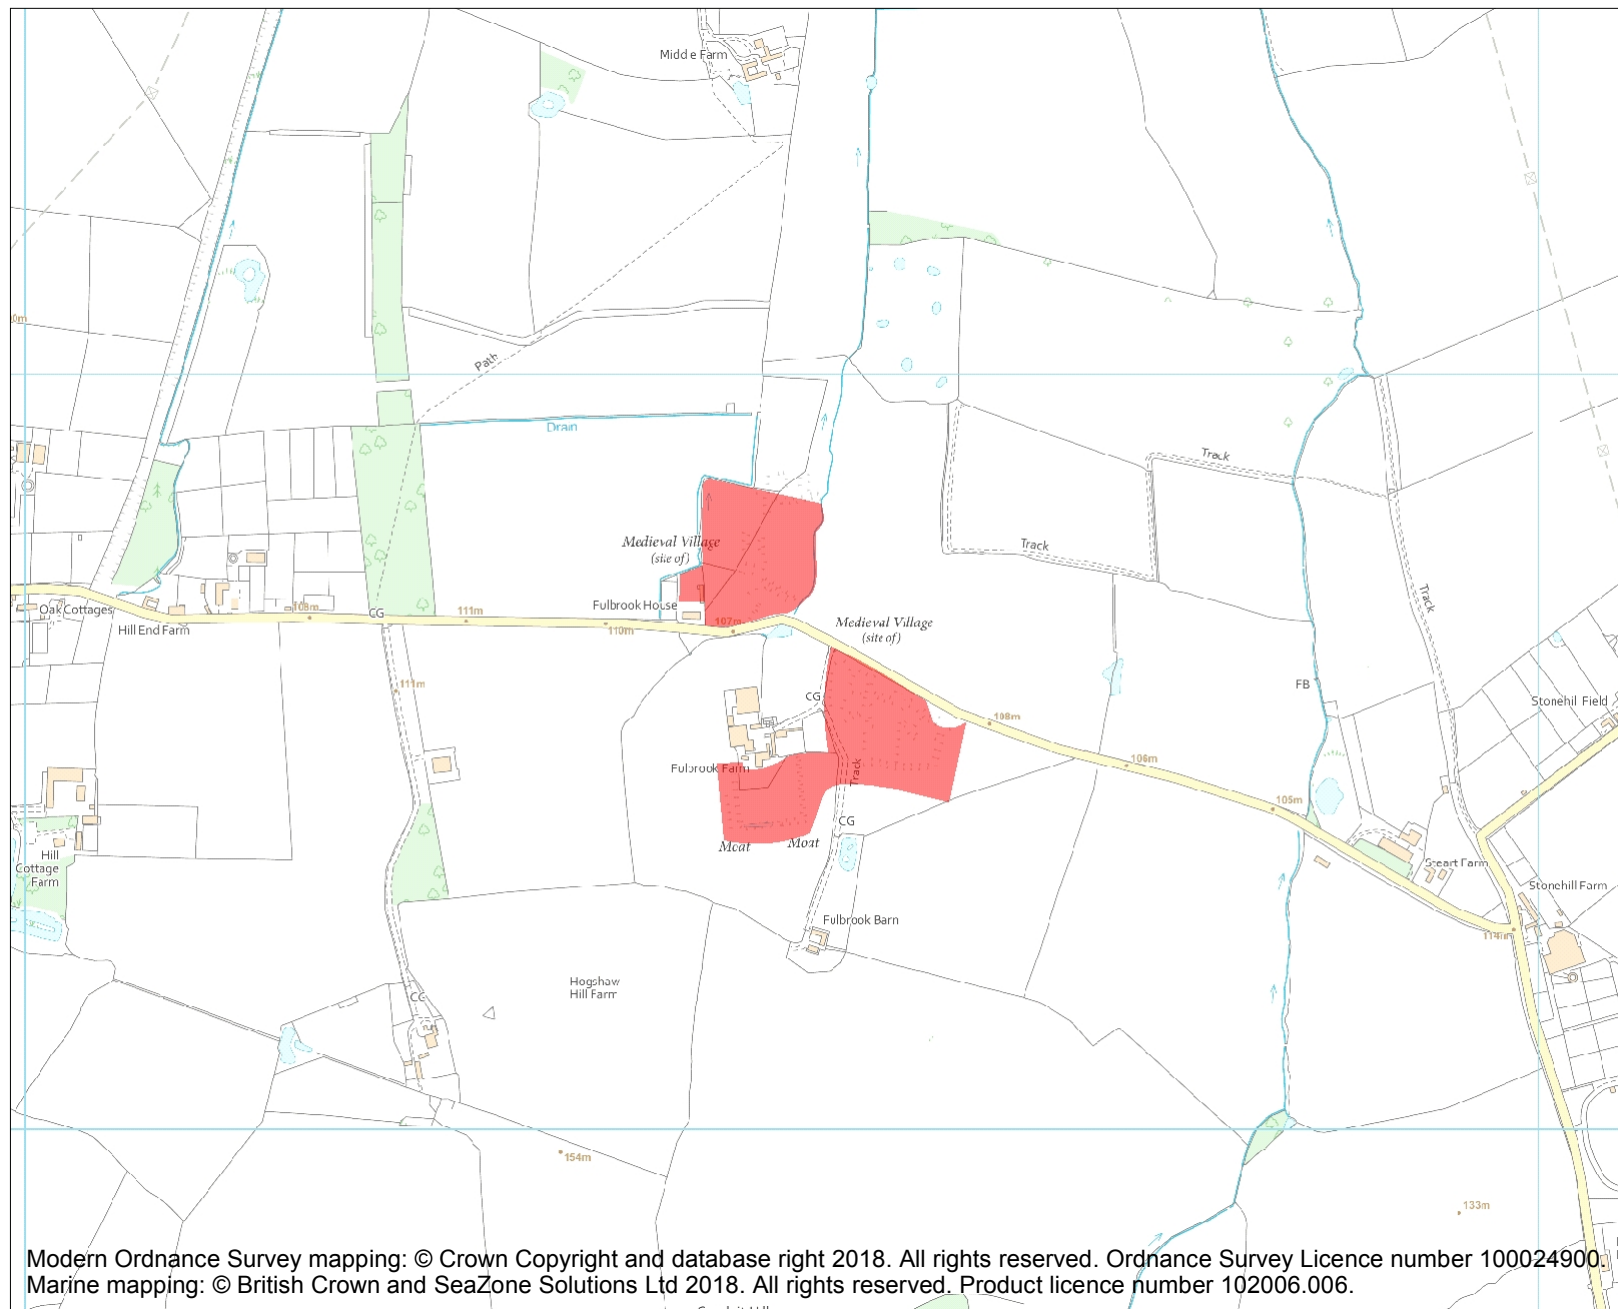 Midd e Farm
Path
Drain
Track
Medieval Village
(site of)
Track
Fulbrook House
Oak Cottages
108m
CG
111m
110m
107m
Hill End Farm
Medieval Village
(site of)
Track
111m
CG
FB
Stonehil Field
108m
Fulbrook Farm
Track
106m
105m
CG
Moat
Moat
Hill
Cottage
Farm
Steart Farm
Stonehill Farm
Fulbrook Barn
114m
Hogshaw
Hill Farm
CG
154m
133m
Modern Ordnance Survey mapping: © Crown Copyright and database right 2018. All rights reserved. Ordnance Survey Licence number 100024900.
Marine mapping: © British Crown and SeaZone Solutions Ltd 2018. All rights reserved. Product licence number 102006.006.